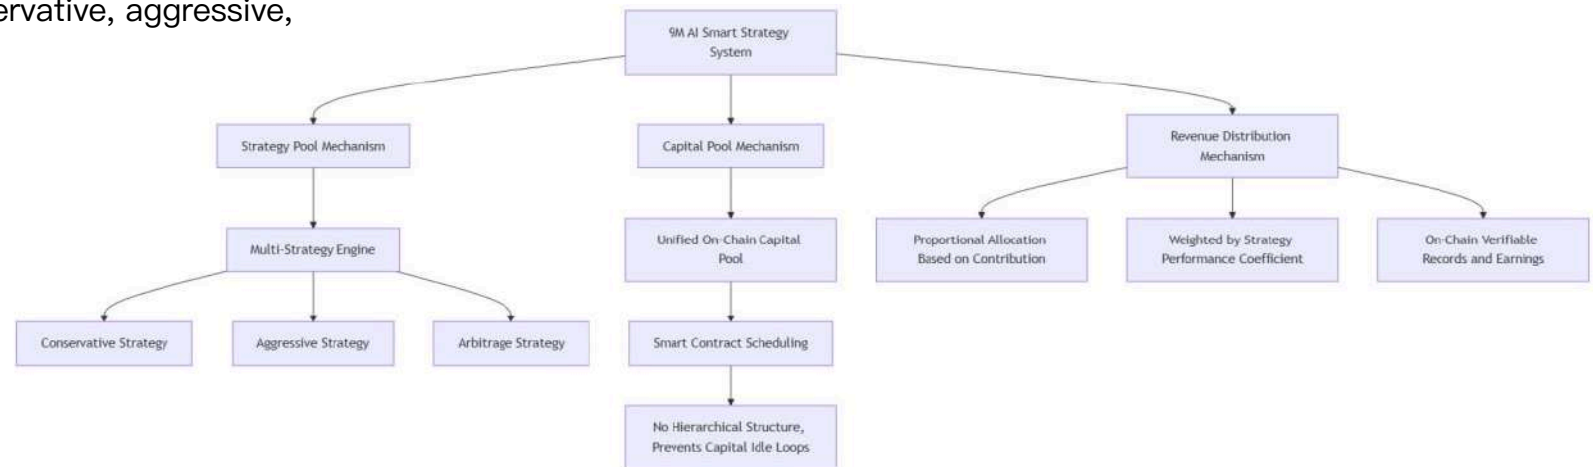 ervative, aggressive,
9M AI Smart Strategy
System
Strategy Pool Mechanism
Capital Pool Mechanism
Revenue Distribution
Mechanism
Multi-Strategy Engine
Unified On-Chain Capital
Pool
Proportional Allocation
Based on Contribution
Weighted by Strategy
Performance Coefficient
On-Chain Verifiable
Records and Earnings
Conservative Strategy
Aggressive Strategy
Arbitrage Strategy
Smart Contract Scheduling
No Hierarchical Structure,
Prevents Capital Idle Loops